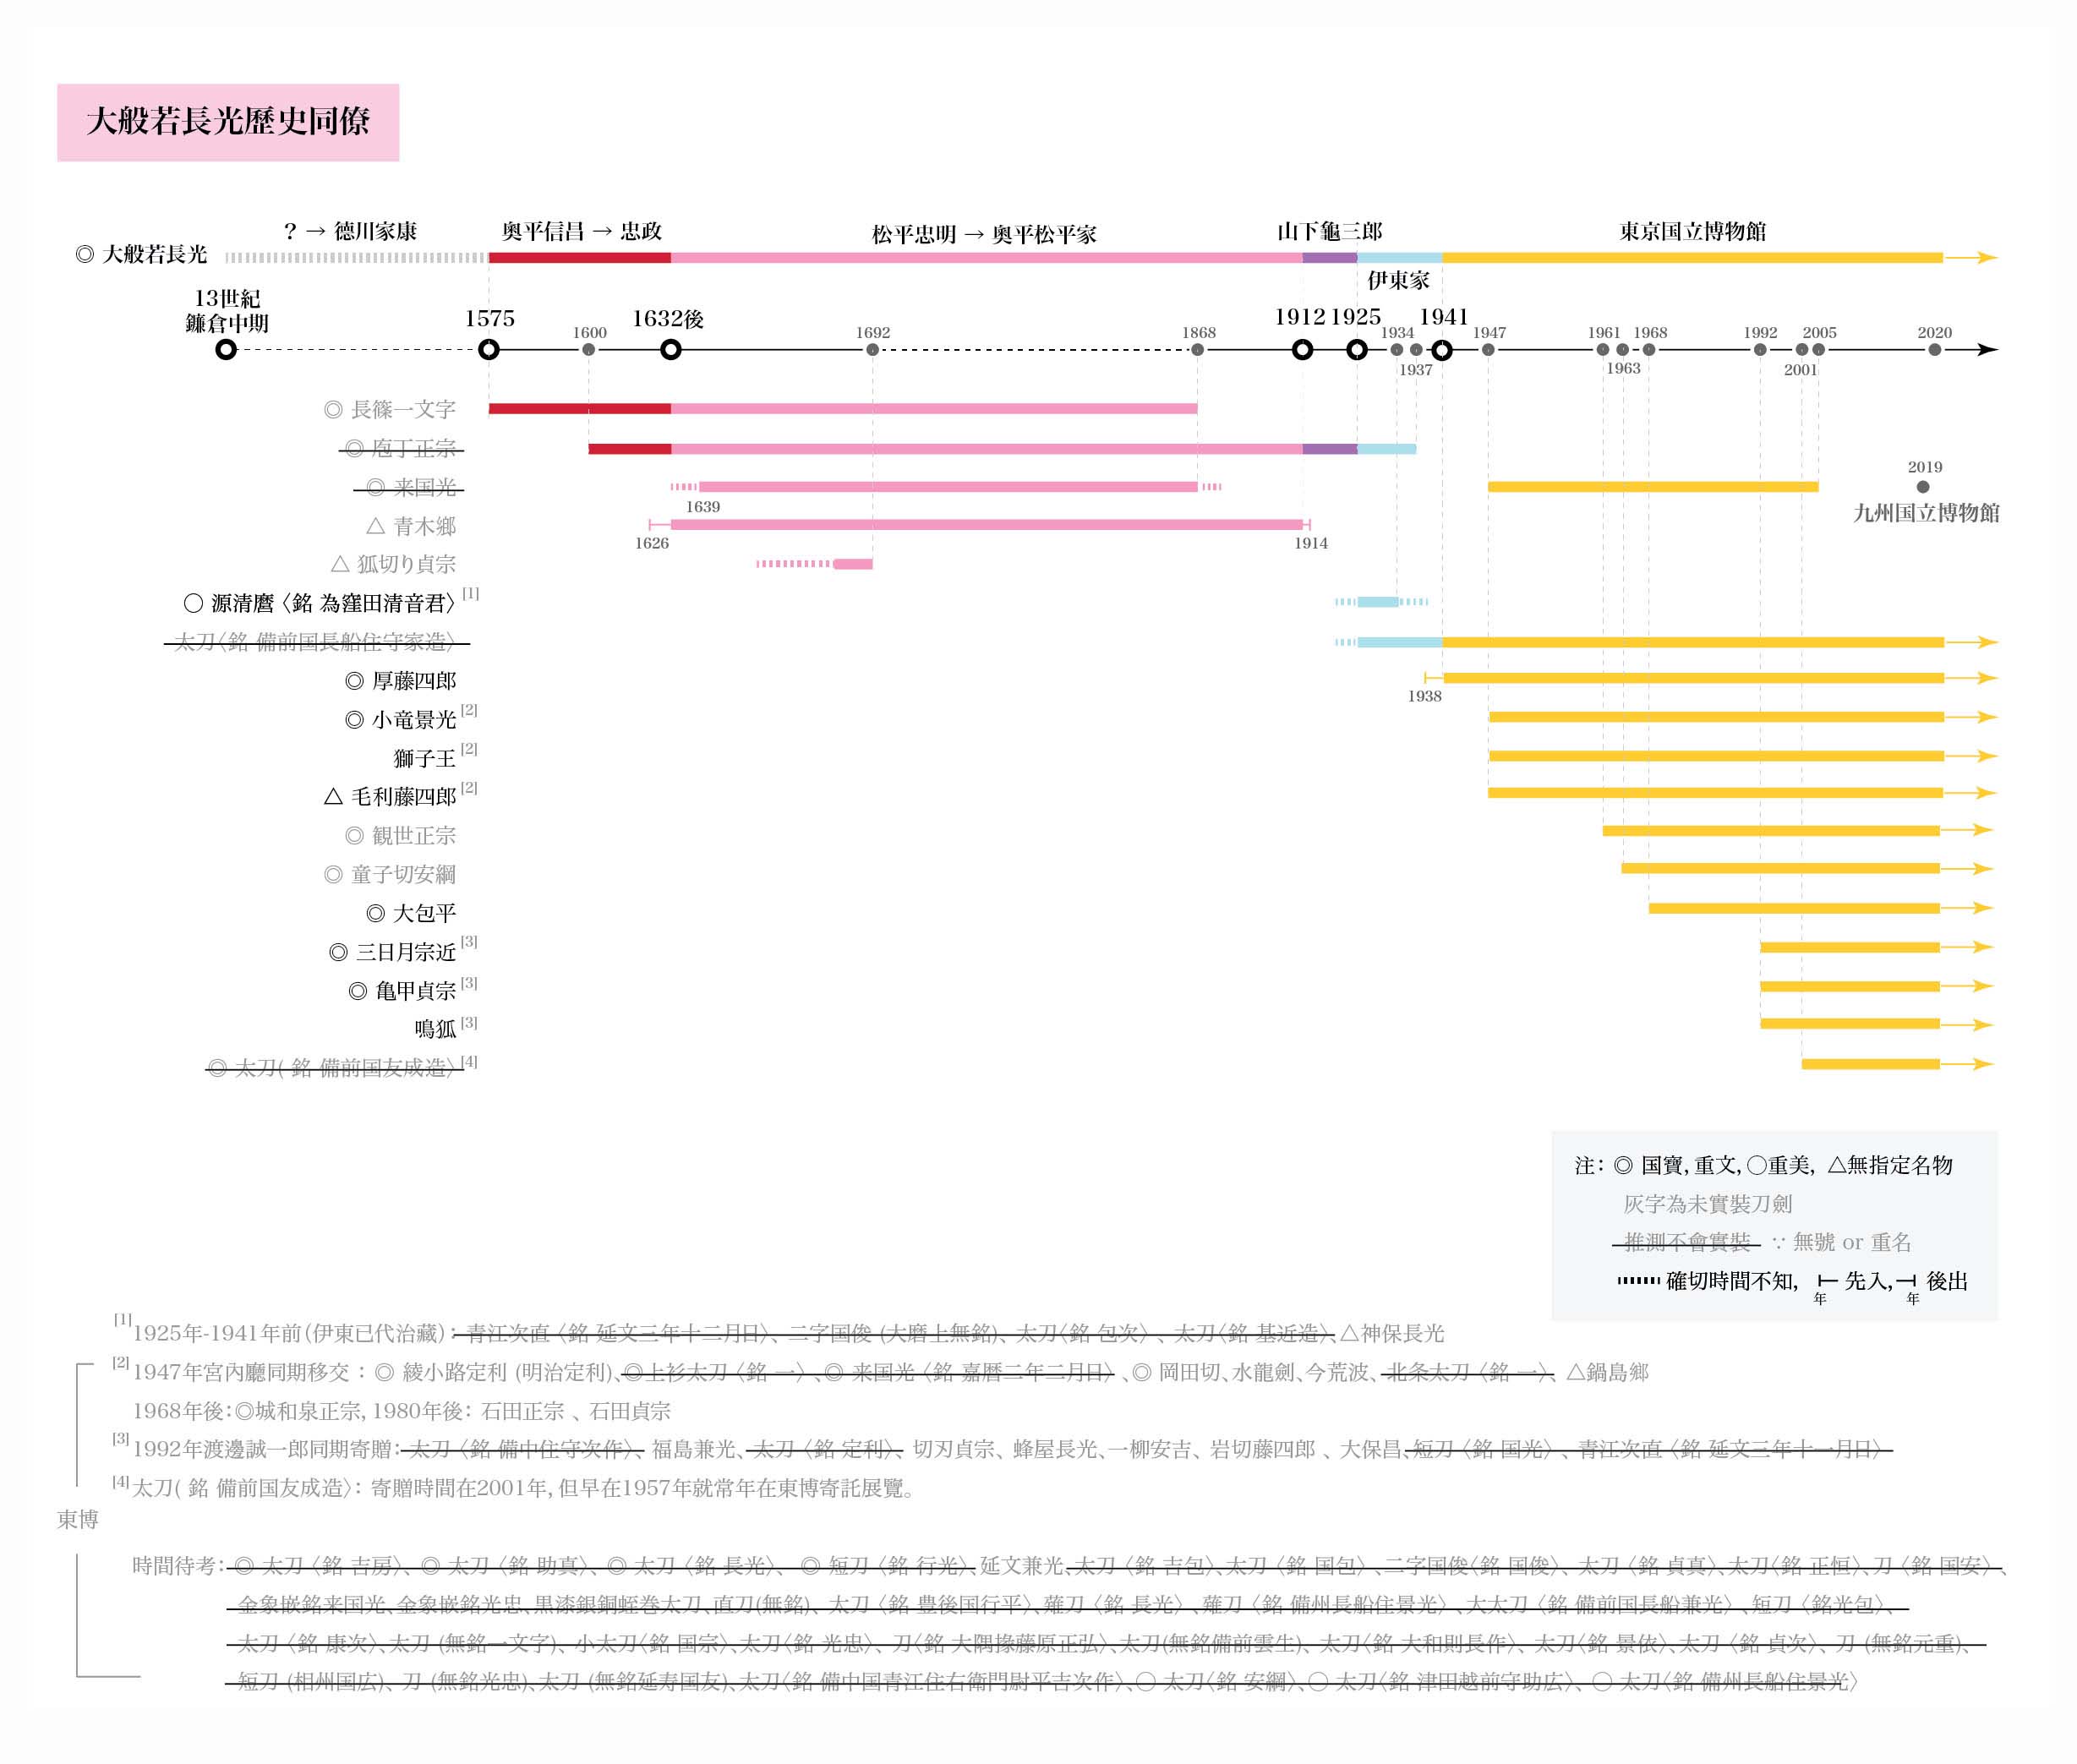 大般若長光歷史同僚
？ → 德川家康
奥平信昌 → 忠政
松平忠明 → 奥平松平家
山下龜三郎
東京国立博物館
◎ 大般若長光
伊東家
13世紀
鎌倉中期
1575
1600
1632後
1692
1868
1912
1925
1934
1937
1941
1947
1961
1963
1968
1992
2001
2005
2020
◎ 長篠一文字
◎ 庖丁正宗
◎ 来国光
1639
2019
九州国立博物館
△ 青木郷
1626
1914
△ 狐切り貞宗
〇 源清麿〈銘 為窪田清音君〉[1]
太刀〈銘 備前国長船住守家造〉
◎ 厚藤四郎
1938
◎ 小竜景光[2]
獅子王[2]
△ 毛利藤四郎[2]
◎ 観世正宗
◎ 童子切安綱
◎ 大包平
◎ 三日月宗近[3]
◎ 亀甲貞宗[3]
鳴狐[3]
◎ 太刀( 銘 備前国友成造〉[4]
注：◎ 国寶, 重文,〇重美, △無指定名物
灰字為未實裝刀劍
推測不會實裝 ∵ 無號 or 重名
確切時間不知, 先入, 後出
年 年
[1]1925年-1941年前（伊東已代治藏）：青江次直〈銘 延文三年十二月日〉、二字国俊 (大磨上無銘)、太刀〈銘 包次〉、太刀〈銘 基近造〉、△神保長光
[2]1947年宮內廳同期移交：◎ 綾小路定利 (明治定利)、◎上衫太刀〈銘 一〉、◎ 来国光〈銘 嘉暦二年二月日〉、◎ 岡田切、水龍劍、今荒波、北条太刀〈銘 一〉、△鍋島郷
1968年後：◎城和泉正宗, 1980年後：石田正宗 、石田貞宗
[3]1992年渡邊誠一郎同期寄贈：太刀〈銘 備中住守次作〉、福島兼光、太刀〈銘 定利〉、切刃貞宗、蜂屋長光、一柳安吉、岩切藤四郎 、大保昌、短刀〈銘 国光〉、青江次直〈銘 延文三年十一月日〉
[4]太刀( 銘 備前国友成造〉：寄贈時間在2001年, 但早在1957年就常年在東博寄託展覽。
東博
時間待考：◎ 太刀〈銘 吉房〉、◎ 太刀〈銘 助真〉、◎ 太刀〈銘 長光〉、◎ 短刀〈銘 行光〉、延文兼光、太刀〈銘 吉包〉、太刀〈銘 国包〉、二字国俊〈銘 国俊〉、太刀〈銘 貞真〉、太刀〈銘 正恒〉、刀〈銘 国安〉、
金象嵌銘来国光、金象嵌銘光忠、黒漆銀銅蛭巻太刀、直刀(無銘)、太刀〈銘 豊後国行平〉、薙刀〈銘 長光〉、薙刀〈銘 備州長船住景光〉、大太刀〈銘 備前国長船兼光〉、短刀〈銘光包〉、
太刀〈銘 康次〉、太刀 (無銘一文字)、小太刀〈銘 国宗〉、太刀〈銘 光忠〉、刀〈銘 大隅掾藤原正弘〉、太刀(無銘備前雲生)、太刀〈銘 大和則長作〉、太刀〈銘 景依〉、太刀〈銘 貞次〉、刀 (無銘元重)、
短刀 (相州国広)、刀 (無銘光忠)、太刀 (無銘延寿国友)、太刀〈銘 備中国青江住右衛門尉平吉次作〉、〇 太刀〈銘 安綱〉、〇 太刀〈銘 津田越前守助広〉、〇 太刀〈銘 備州長船住景光〉